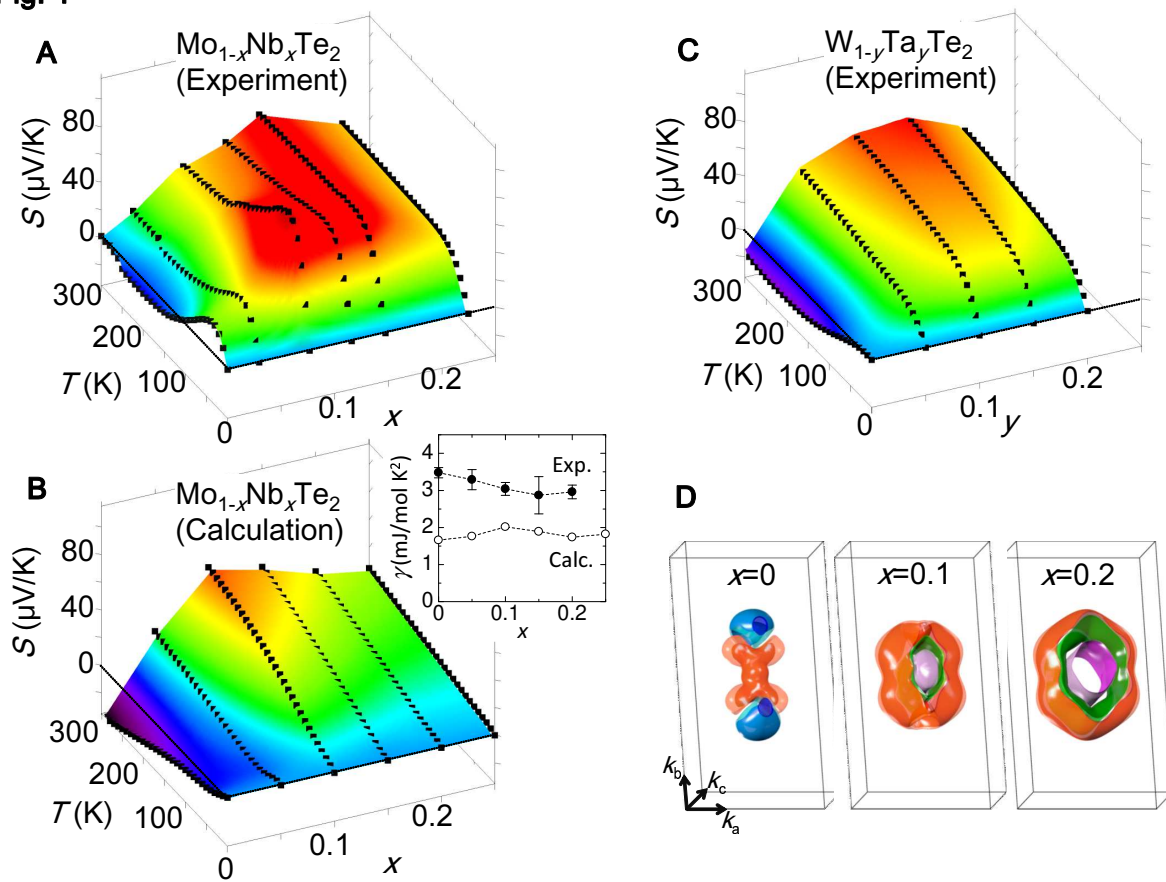 A
Mo1-xNbxTe2
(Experiment)
S (μV/K)
80
40
0
300
200
100
0
T (K)
0.1
0.2
x
C
W1-yTayTe2
(Experiment)
S (μV/K)
80
40
0
300
200
100
0
T (K)
0.1
0.2
y
B
Mo1-xNbxTe2
(Calculation)
S (μV/K)
80
40
0
300
200
100
0
T (K)
0.1
0.2
x
γ(mJ/mol K2)
4
3
2
1
0
Exp.
Calc.
0
0.1
0.2
x
D
x=0
x=0.1
x=0.2
kb
kc
ka